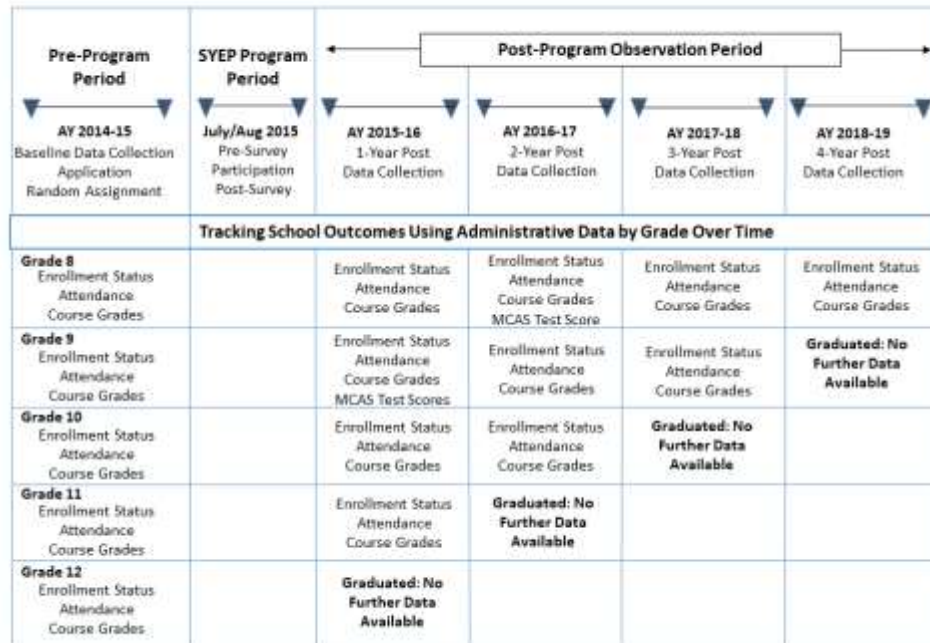 Pre-Program
Period
SYEP Program
Period
Post-Program Observation Period
AY 2014-15
Baseline Data Collection
Application
Random Assignment
July/Aug 2015
Pre-Survey
Participation
Post-Survey
AY 2015-16
1-Year Post
Data Collection
AY 2016-17
2-Year Post
Data Collection
AY 2017-18
3-Year Post
Data Collection
AY 2018-19
4-Year Post
Data Collection
Tracking School Outcomes Using Administrative Data by Grade Over Time
Grade 8
Enrollment Status
Attendance
Course Grades
Enrollment Status
Attendance
Course Grades
Enrollment Status
Attendance
Course Grades
MCAS Test Score
Enrollment Status
Attendance
Course Grades
Enrollment Status
Attendance
Course Grades
Grade 9
Enrollment Status
Attendance
Course Grades
Enrollment Status
Attendance
Course Grades
MCAS Test Scores
Enrollment Status
Attendance
Course Grades
Enrollment Status
Attendance
Course Grades
Graduated: No
Further Data
Available
Grade 10
Enrollment Status
Attendance
Course Grades
Enrollment Status
Attendance
Course Grades
Enrollment Status
Attendance
Course Grades
Graduated: No
Further Data
Available
Grade 11
Enrollment Status
Attendance
Course Grades
Enrollment Status
Attendance
Course Grades
Graduated: No
Further Data
Available
Grade 12
Enrollment Status
Attendance
Course Grades
Graduated: No
Further Data
Available